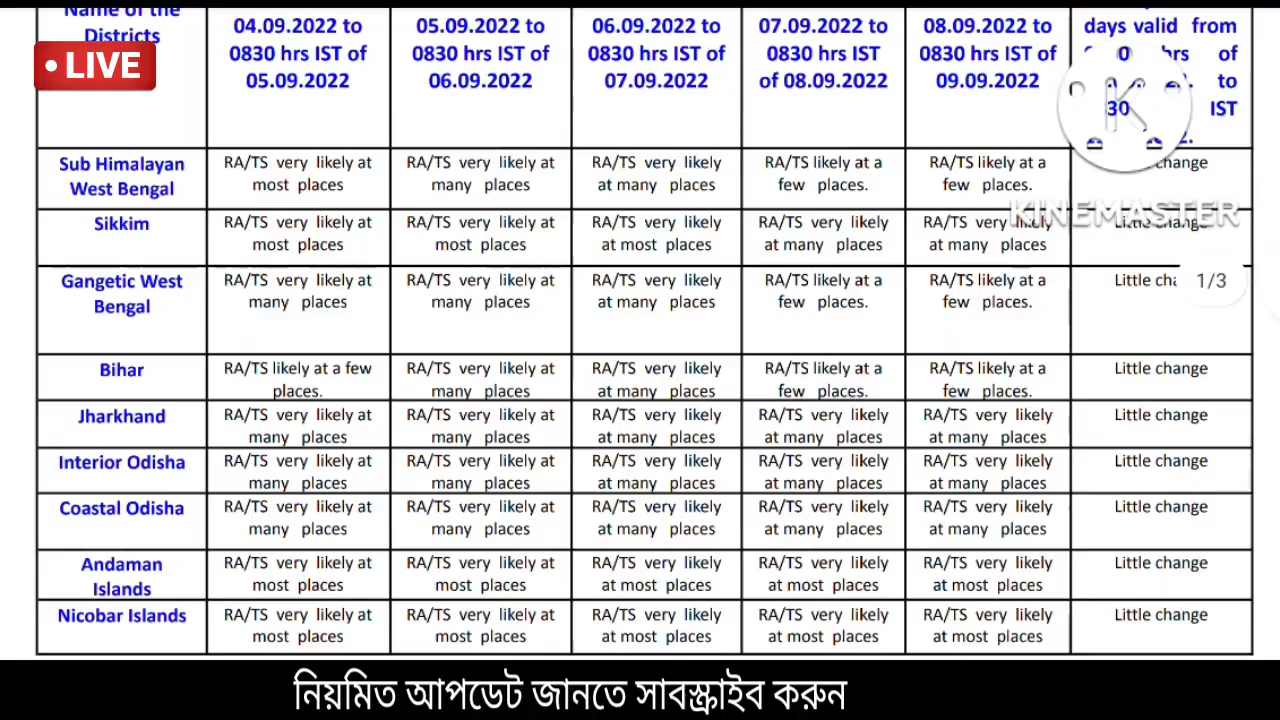 Name of the
Districts
04.09.2022 to
0830 hrs IST of
05.09.2022
05.09.2022 to
0830 hrs IST of
06.09.2022
06.09.2022 to
0830 hrs IST of
07.09.2022
07.09.2022 to
0830 hrs IST
of 08.09.2022
08.09.2022 to
0830 hrs IST of
09.09.2022
days valid from
hrs of
to
IST
• LIVE
K
KINEMASTER
1/3
Sub Himalayan
West Bengal
RA/TS very likely at
most places
RA/TS very likely at
many places
RA/TS very likely
at many places
RA/TS likely at a
few places.
RA/TS likely at a
few places.
change
Sikkim
RA/TS very likely at
most places
RA/TS very likely at
most places
RA/TS very likely
at most places
RA/TS very likely
at many places
RA/TS very likely
at many places
Little change
Gangetic West
Bengal
RA/TS very likely at
many places
RA/TS very likely at
many places
RA/TS very likely
at many places
RA/TS likely at a
few places.
RA/TS likely at a
few places.
Little
Bihar
RA/TS likely at a few
places.
RA/TS very likely at
many places
RA/TS very likely
at many places
RA/TS likely at a
few places.
RA/TS likely at a
few places.
Little change
Jharkhand
RA/TS very likely at
many places
RA/TS very likely at
many places
RA/TS very likely
at many places
RA/TS very likely
at many places
RA/TS very likely
at many places
Little change
Interior Odisha
RA/TS very likely at
many places
RA/TS very likely at
many places
RA/TS very likely
at many places
RA/TS very likely
at many places
RA/TS very likely
at many places
Little change
Coastal Odisha
RA/TS very likely at
many places
RA/TS very likely at
many places
RA/TS very likely
at many places
RA/TS very likely
at many places
RA/TS very likely
at many places
Little change
Andaman
Islands
RA/TS very likely at
most places
RA/TS very likely at
most places
RA/TS very likely
at most places
RA/TS very likely
at most places
RA/TS very likely
at most places
Little change
Nicobar Islands
RA/TS very likely at
most places
RA/TS very likely at
most places
RA/TS very likely
at most places
RA/TS very likely
at most places
RA/TS very likely
at most places
Little change
নিয়মিত আপডেট জানতে সাবস্ক্রাইব করুন